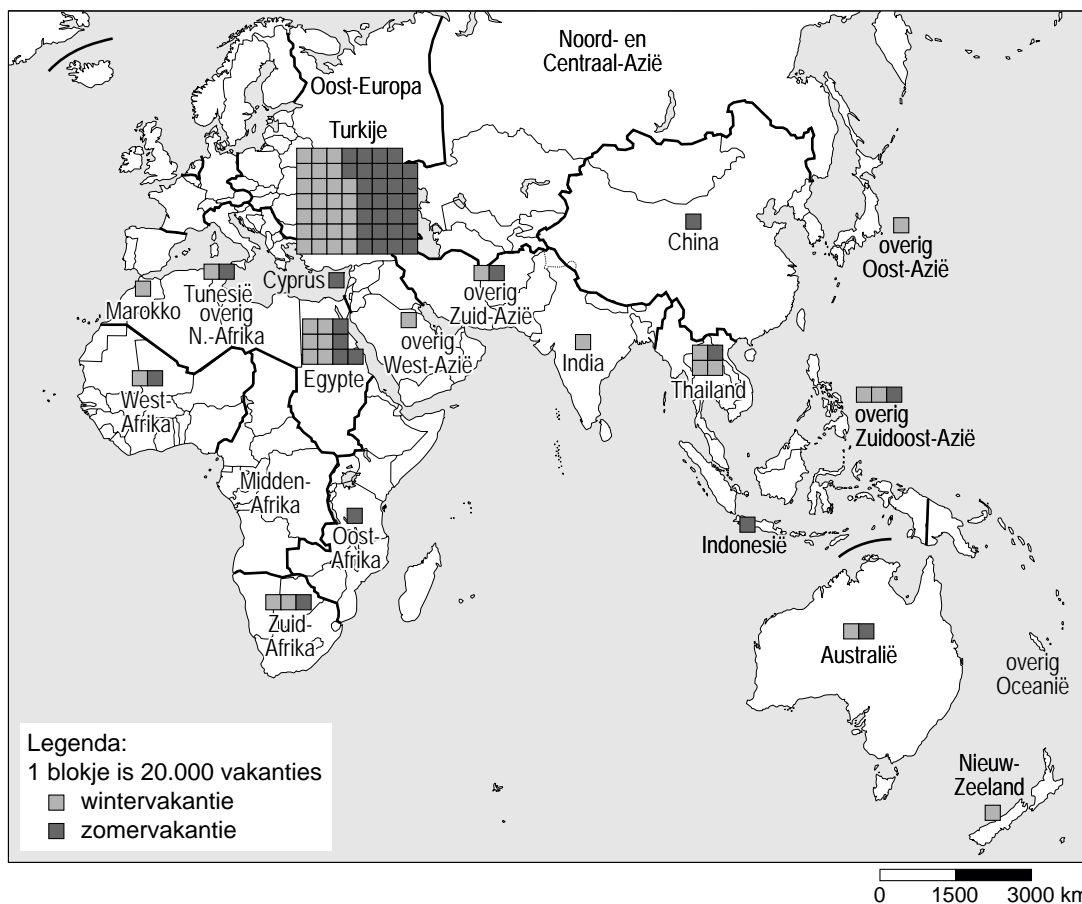 Noord- en
Centraal-Azië
Oost-Europa
Turkije
China
overig
Oost-Azië
Cyprus
overig
Zuid-Azië
Marokko
Tunesië
overig
N.-Afrika
overig
West-Azië
India
Egypte
Thailand
West-
Afrika
overig
Zuidoost-Azië
Midden-
Afrika
Oost-
Afrika
Indonesië
Zuid-
Afrika
Australië
overig
Oceanië
Nieuw-
Zeeland
Legenda:
1 blokje is 20.000 vakanties
wintervakantie
zomervakantie
0 1500 3000 km